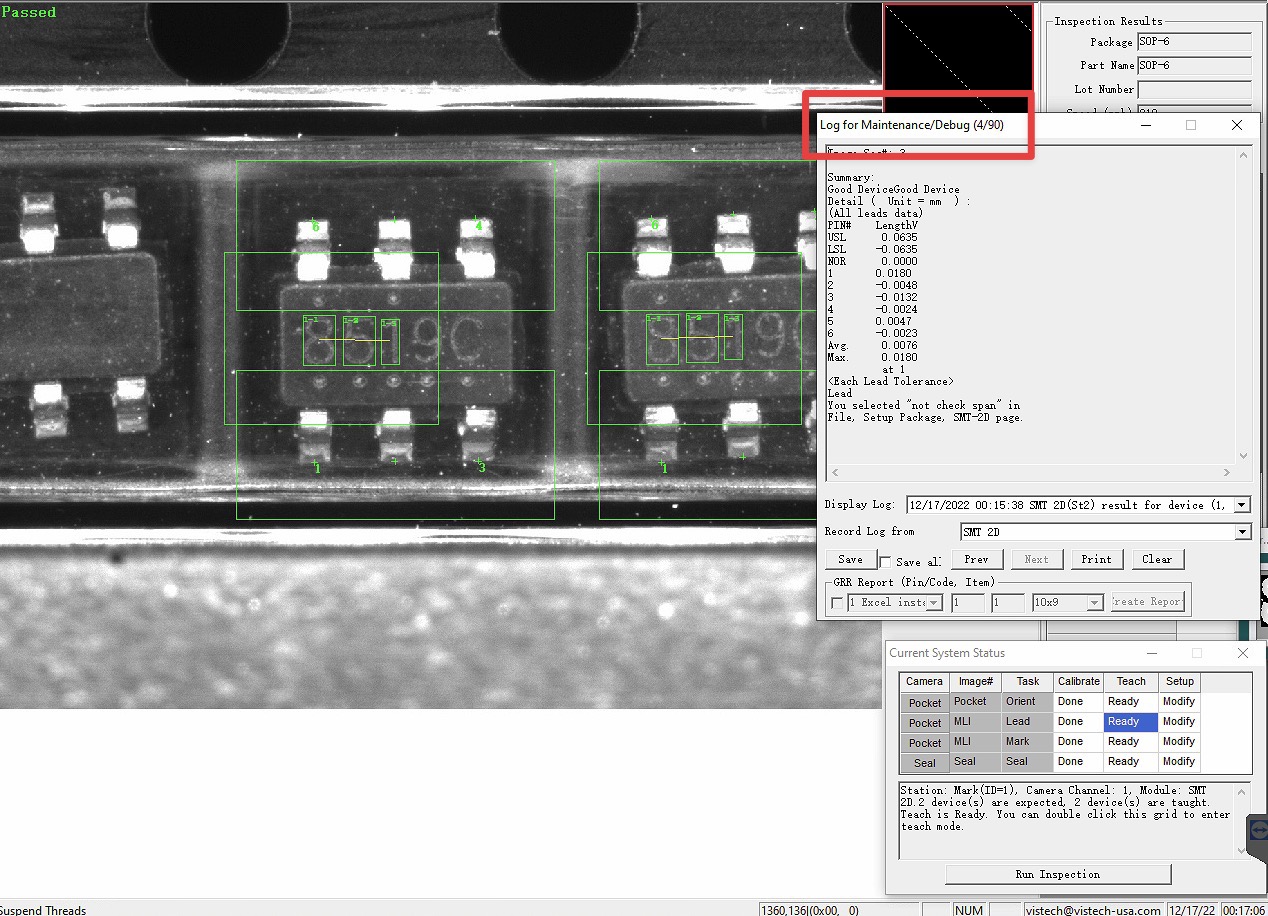 Passed
Inspection Results
Package SOP-6
Part Name SOP-6
Lot Number
Log for Maintenance/Debug (4/90)
Summary:
Good DeviceGood Device
Detail ( Unit = mm ) :
(All leads data)
PIN# LengthV
USL 0.0635
LSL -0.0635
NOR 0.0000
1 0.0180
2 -0.0048
3 -0.0132
4 -0.0024
5 0.0047
6 -0.0023
Avg. 0.0076
Max. 0.0180
at 1
<Each Lead Tolerance>
Lead
You selected "not check span" in
File, Setup Package, SMT-2D page.
Display Log: 12/17/2022 00:15:38 SMT 2D(St2) result for device (1,
Record Log from SMT 2D
Save Save al Prev Next Print Clear
GRR Report (Pin/Code, Item)
1 Excel inst 1 1 10x9 reate Repor
6 4 6
1-1 1-2 1-3 1-1 1-2 1-3
9C 9
1 3 1
Current System Status
Camera Image# Task Calibrate Teach Setup
Pocket Pocket Orient Done Ready Modify
Pocket MLI Lead Done Ready Modify
Pocket MLI Mark Done Ready Modify
Seal Seal Seal Done Ready Modify
Station: Mark(ID=1), Camera Channel: 1, Module: SMT
2D.2 device(s) are expected, 2 device(s) are taught.
Teach is Ready. You can double click this grid to enter
teach mode.
Run Inspection
Suspend Threads 1360,136|(0x00, 0) NUM vistech@vistech-usa.com 12/17/22 00:17:06